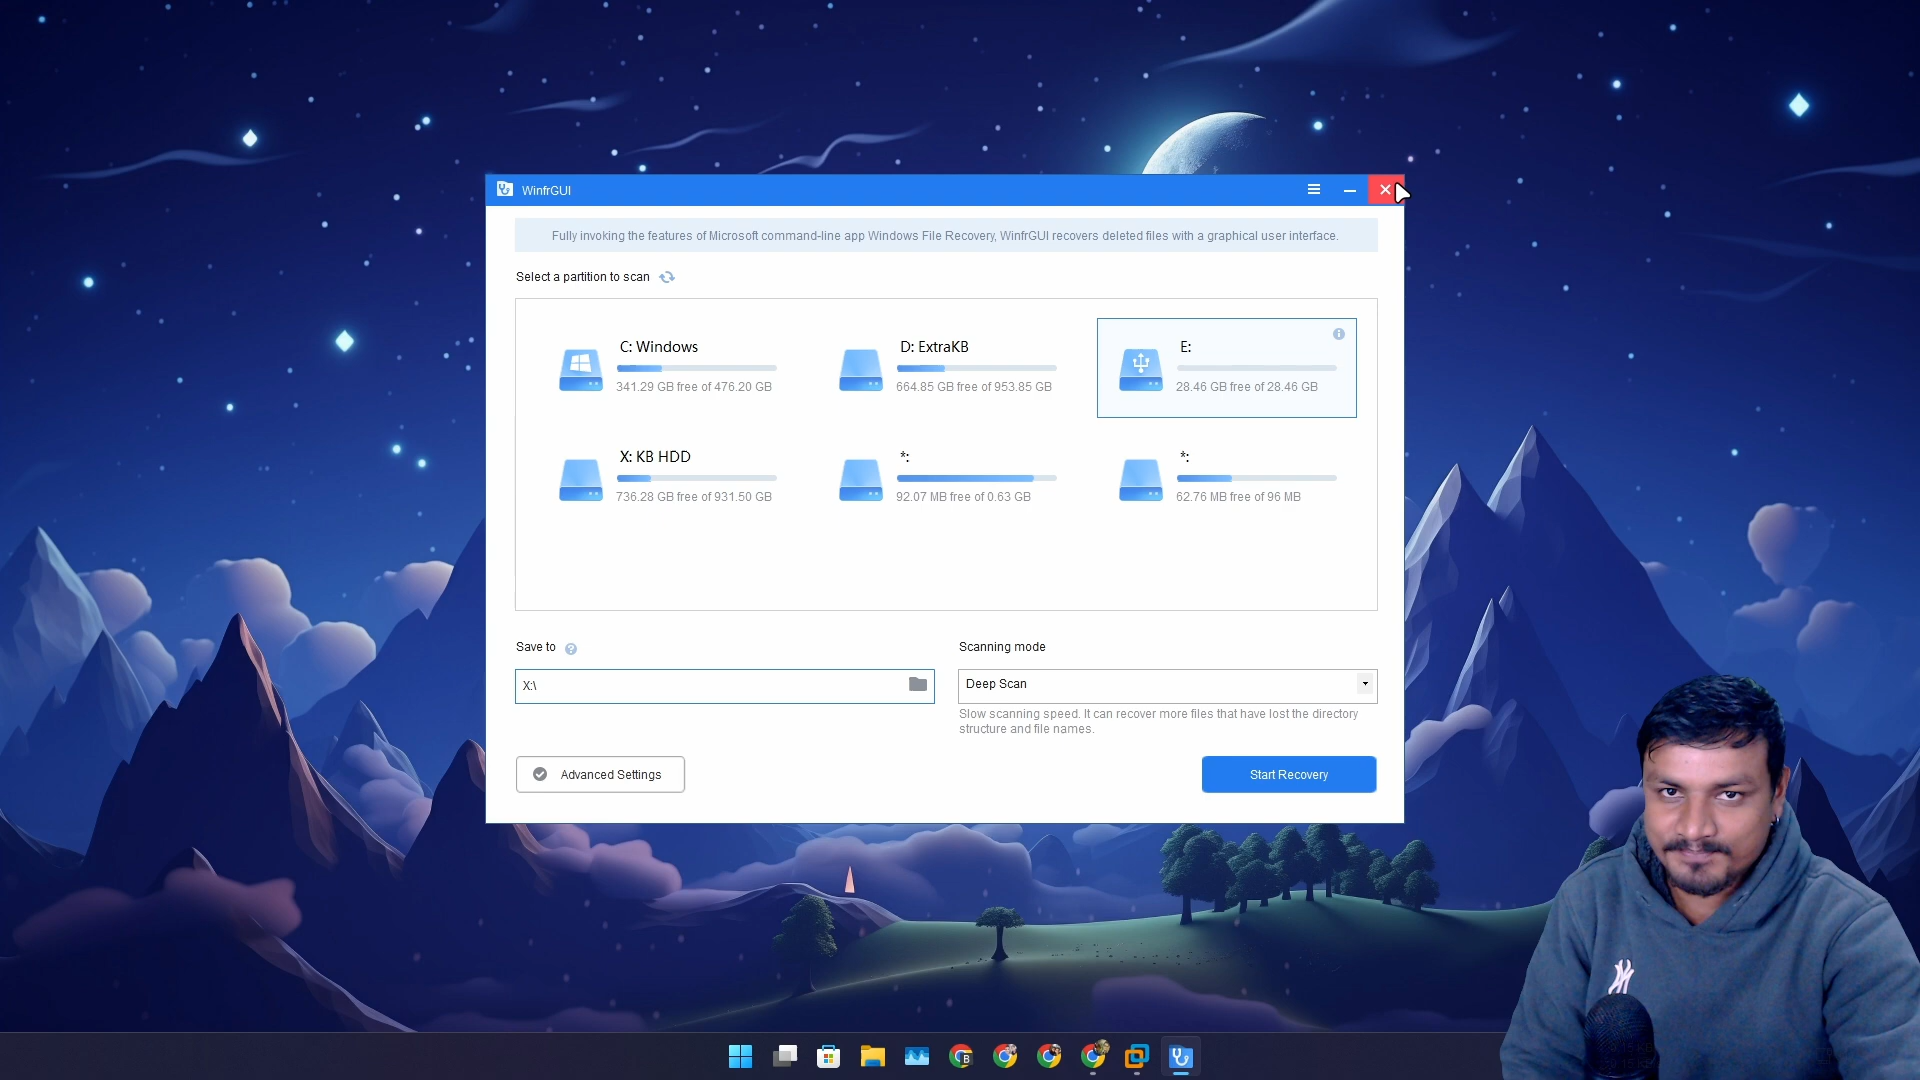 WinfrGUI
Fully invoking the features of Microsoft command-line app Windows File Recovery, WinfrGUI recovers deleted files with a graphical user interface.
Select a partition to scan
C: Windows
341.29 GB free of 476.20 GB
D: ExtraKB
664.85 GB free of 953.85 GB
E:
28.46 GB free of 28.46 GB
X: KB HDD
736.28 GB free of 931.50 GB
*:
92.07 MB free of 0.63 GB
*:
62.76 MB free of 96 MB
Save to
X:\
Scanning mode
Deep Scan
Slow scanning speed. It can recover more files that have lost the directory
structure and file names.
Advanced Settings
Start Recovery
B